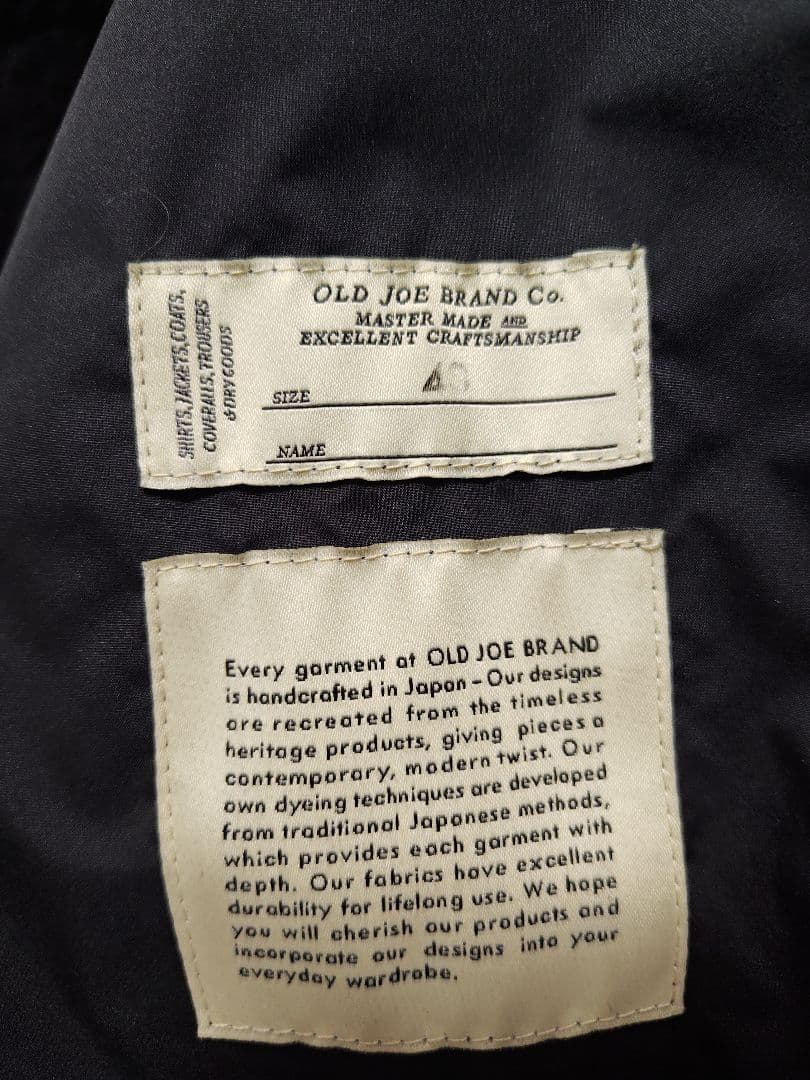 OLD JOE BRAND Co.
MASTER MADE AND
EXCELLENT CRAFTSMANSHIP
SIZE
NAME
SHIRTS, JACKETS, COATS,
COVERALLS, TROUSERS
& DRY GOODS
Every garment at OLD JOE BRAND
is handcrafted in Japan – Our designs
are recreated from the timeless
heritage products, giving pieces a
contemporary, modern twist. Our
own dyeing techniques are developed
from traditional Japanese methods,
which provides each garment with
depth. Our fabrics have excellent
durability for lifelong use. We hope
you will cherish our products and
incorporate our designs into your
everyday wardrobe.